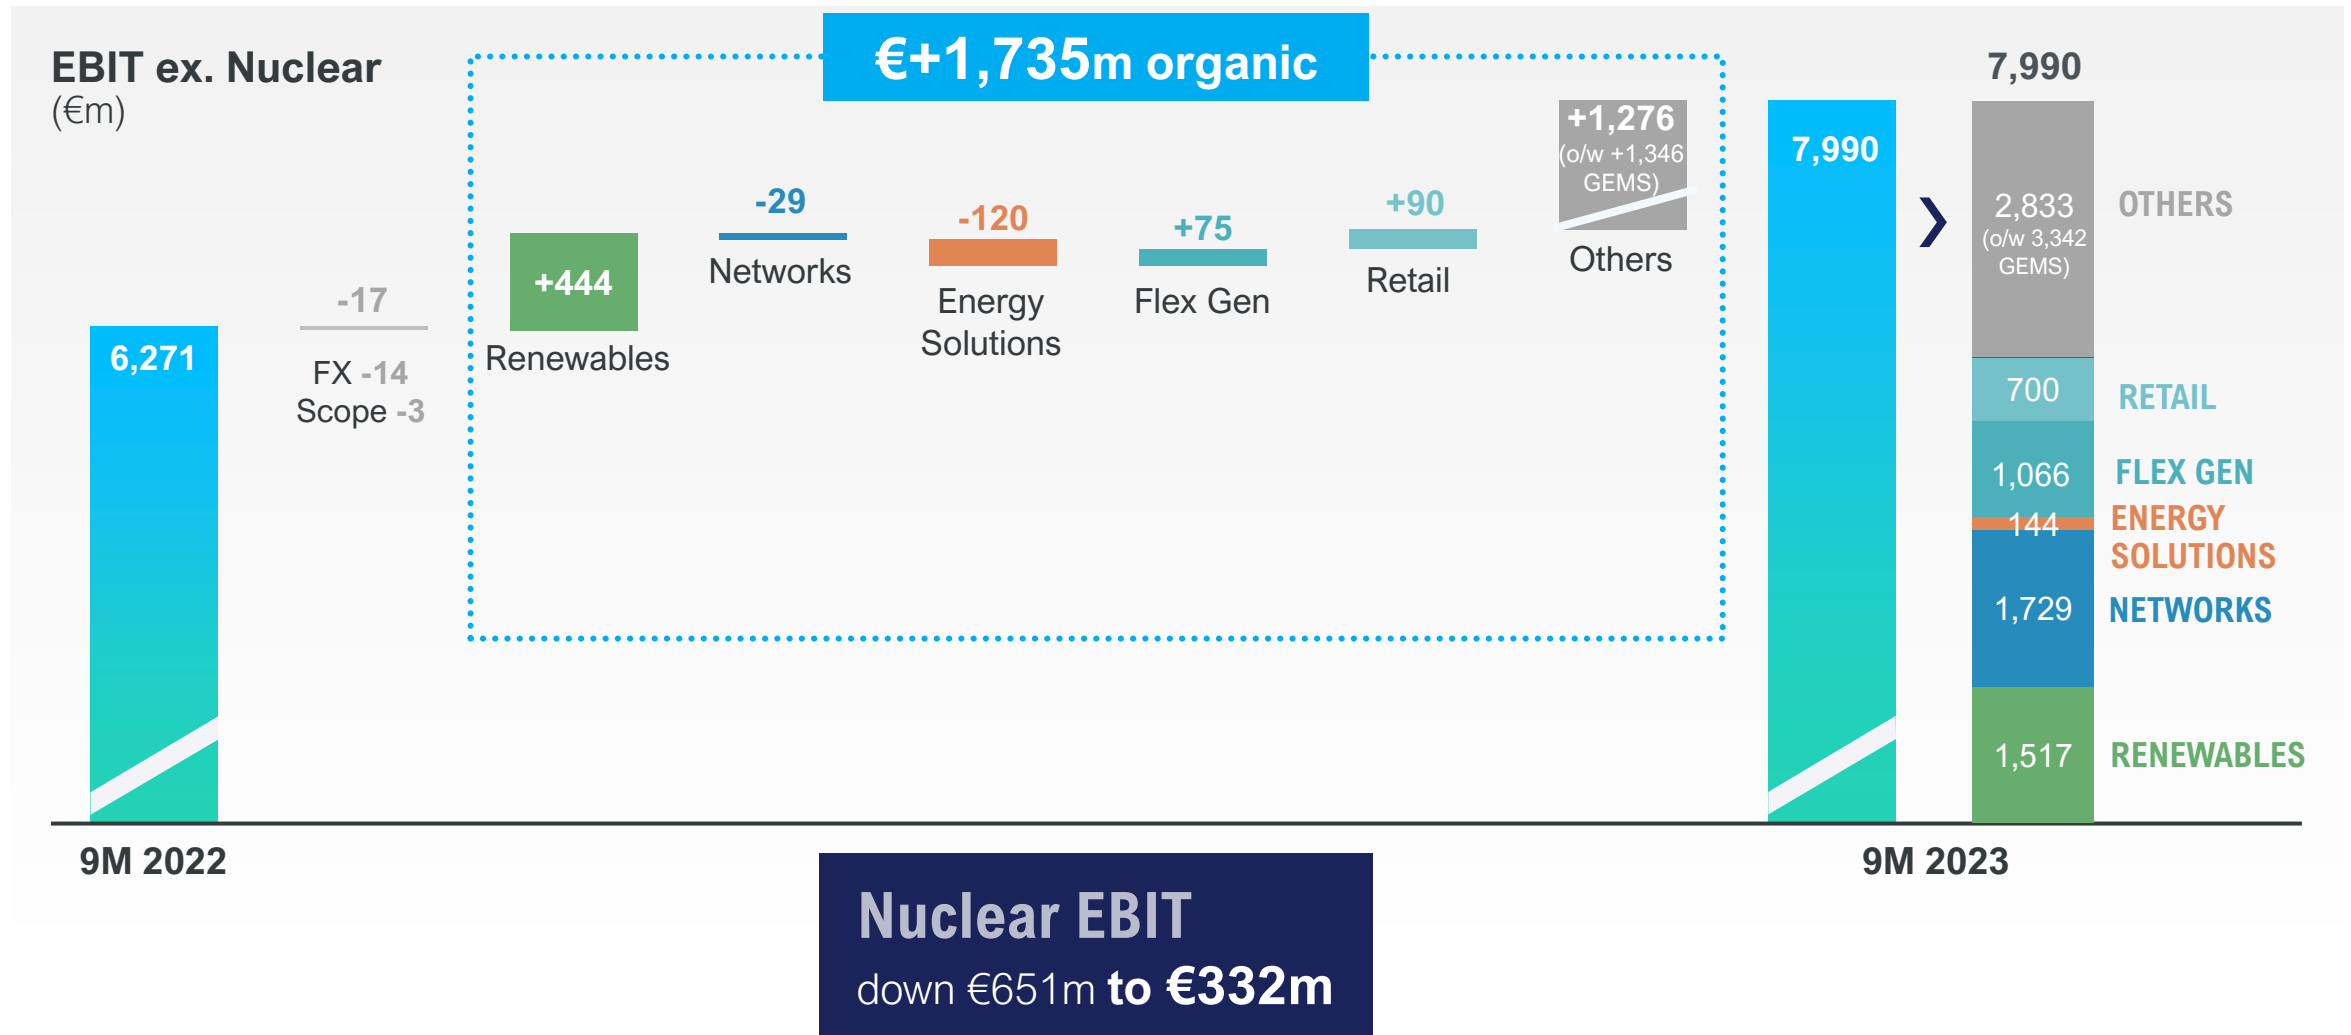 EBIT ex. Nuclear
(€m)
€+1,735m organic
6,271
-17
FX -14
Scope -3
+444
Renewables
-29
Networks
-120
Energy
Solutions
+75
Flex Gen
+90
Retail
+1,276
(o/w +1,346
GEMS)
Others
7,990
7,990
2,833
(o/w 3,342
GEMS)
OTHERS
700
RETAIL
1,066
FLEX GEN
144
ENERGY
SOLUTIONS
1,729
NETWORKS
1,517
RENEWABLES
9M 2022
9M 2023
Nuclear EBIT
down €651m to €332m